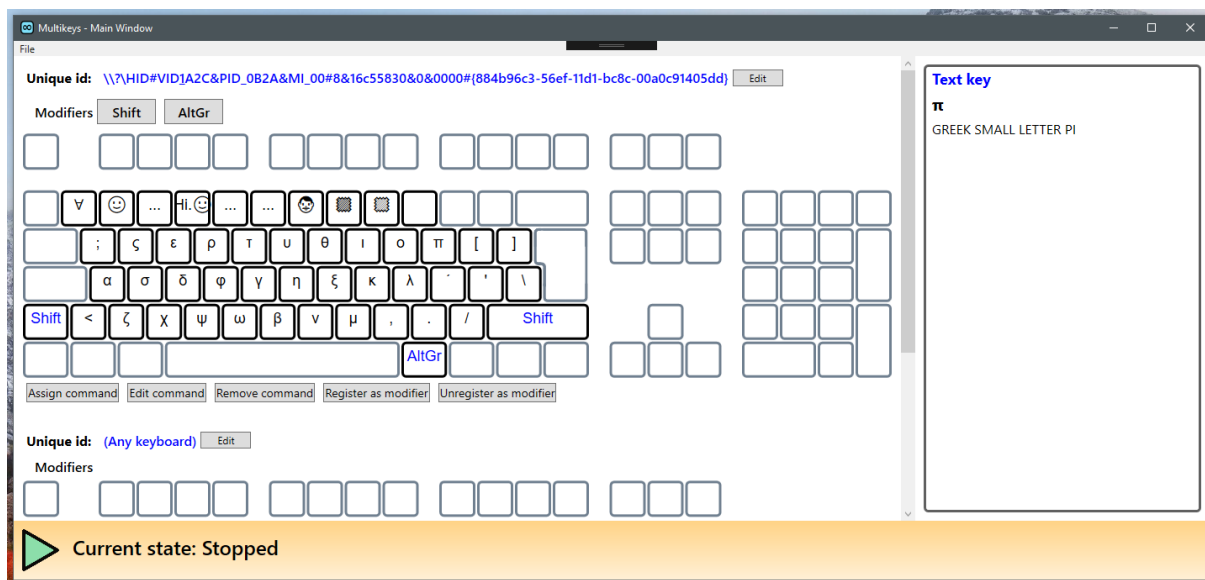 Multikeys - Main Window
File
Unique id: \\?\HID#VID_1A2C&PID_0B2A&MI_00#8&16c55830&0&0000#{884b96c3-56ef-11d1-bc8c-00a0c91405dd} Edit
Modifiers Shift AltGr
∀ ☺ ... Hi.☺ ... ...
; ς ε ρ τ υ θ ι ο π [ ]
α σ δ φ γ η ξ κ λ ΄ ' \
Shift < ζ χ ψ ω β ν μ , . / Shift
AltGr
Assign command Edit command Remove command Register as modifier Unregister as modifier
Unique id: (Any keyboard) Edit
Modifiers
Current state: Stopped
Text key
π
GREEK SMALL LETTER PI